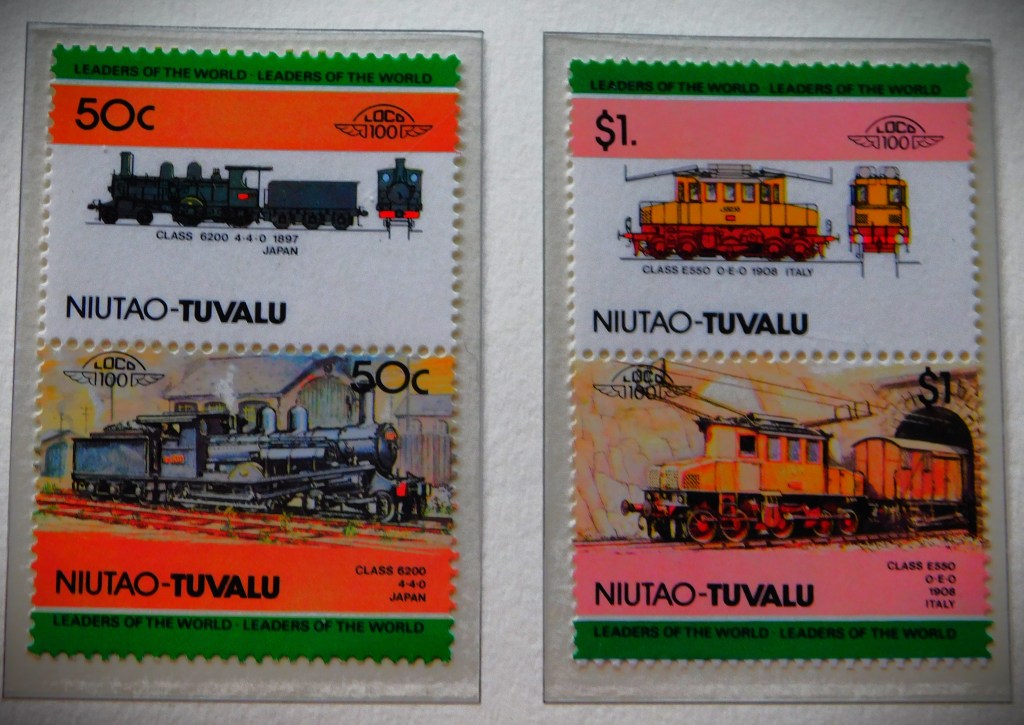 LEADERS OF THE WORLD · LEADERS OF THE WORLD
50c
LOCO
100
CLASS 6200 4·4·0 1897
JAPAN
NIUTAO-TUVALU
LOCO
100
50c
NIUTAO-TUVALU
CLASS 6200
4·4·0
JAPAN
LEADERS OF THE WORLD · LEADERS OF THE WORLD
LEADERS OF THE WORLD · LEADERS OF THE WORLD
$1.
LOCO
100
CLASS E550 0·E·0 1908 ITALY
NIUTAO-TUVALU
LOCO
100
$1
NIUTAO-TUVALU
CLASS E550
0·E·0
1908
ITALY
LEADERS OF THE WORLD · LEADERS OF THE WORLD